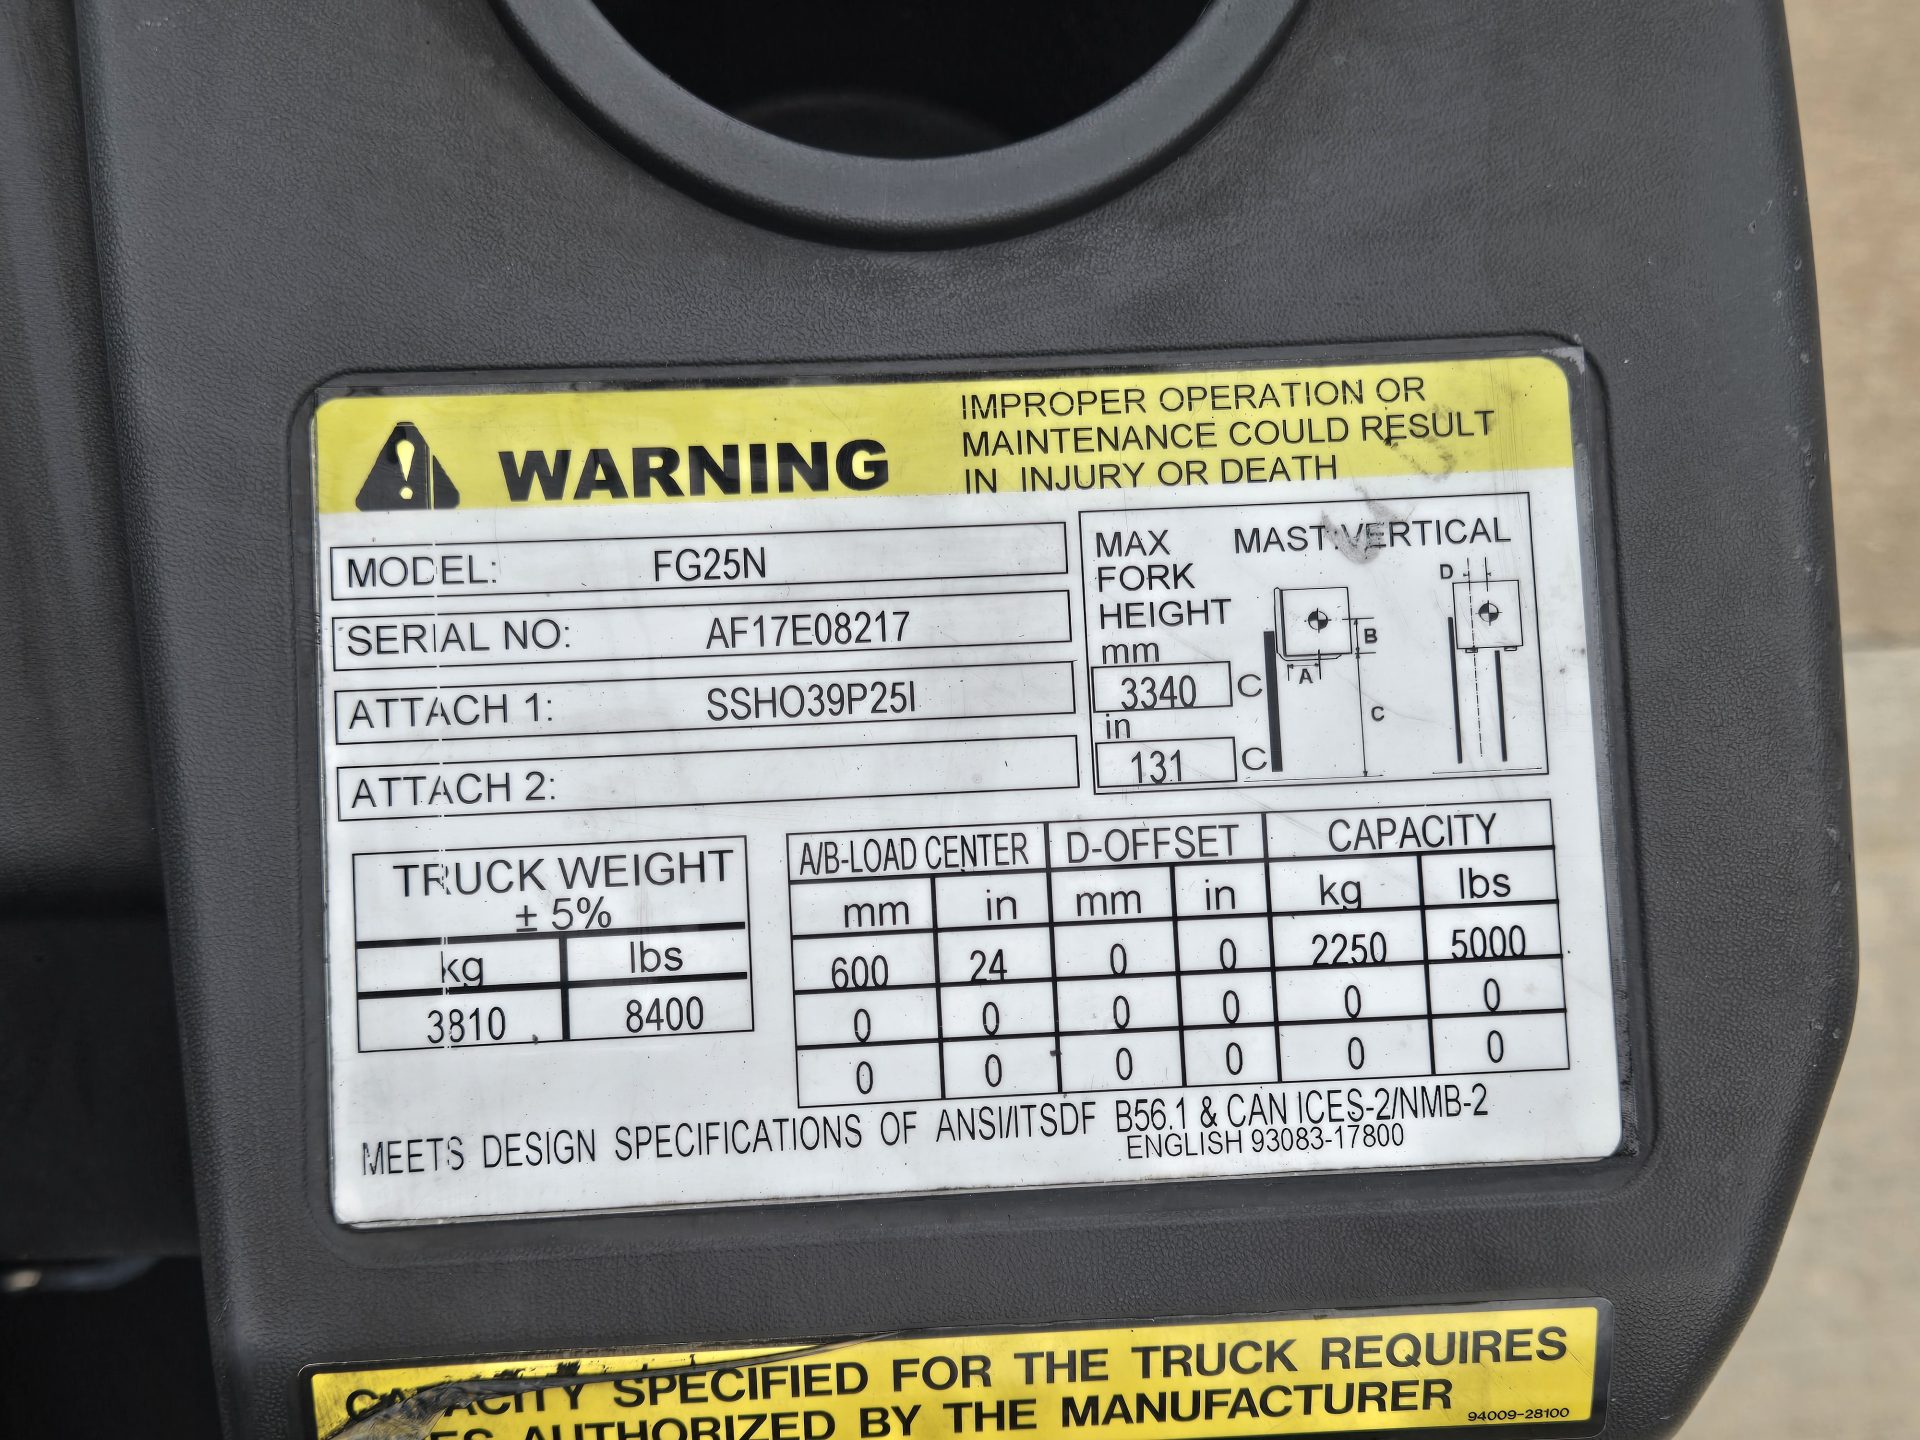 WARNING
IMPROPER OPERATION OR
MAINTENANCE COULD RESULT
IN INJURY OR DEATH
MODEL: FG25N
SERIAL NO: AF17E08217
ATTACH 1: SSHO39P25I
ATTACH 2:
MAX MAST:VERTICAL
FORK
HEIGHT
mm
3340 C
in
131 C
D
B
A
C
TRUCK WEIGHT
± 5%
kg lbs
3810 8400
A/B-LOAD CENTER D-OFFSET CAPACITY
mm in mm in kg lbs
600 24 0 0 2250 5000
0 0 0 0 0 0
0 0 0 0 0 0
MEETS DESIGN SPECIFICATIONS OF ANSI/ITSDF B56.1 & CAN ICES-2/NMB-2
ENGLISH 93083-17800
CAPACITY SPECIFIED FOR THE TRUCK REQUIRES
AUTHORIZED BY THE MANUFACTURER
94009-28100